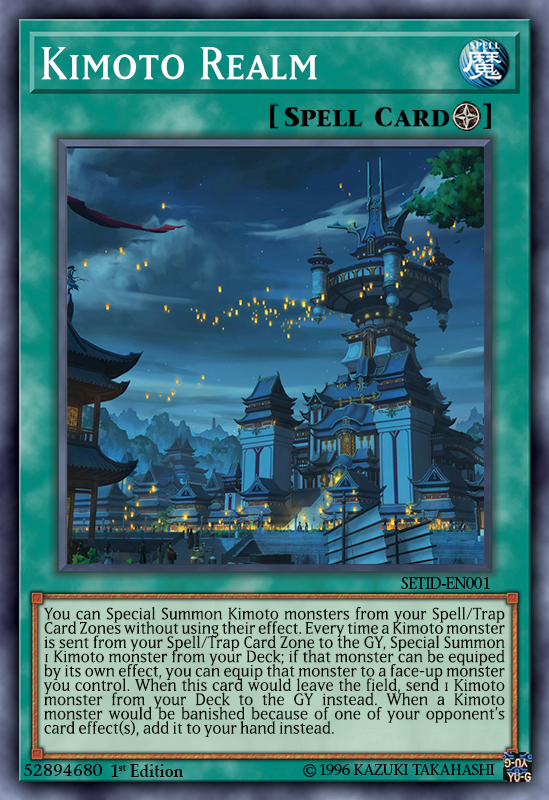 Kimoto Realm
SPELL
魔
[Spell Card]
SETID-EN001
You can Special Summon Kimoto monsters from your Spell/Trap
Card Zones without using their effect. Every time a Kimoto monster
is sent from your Spell/Trap Card Zone to the GY, Special Summon
1 Kimoto monster from your Deck; if that monster can be equiped
by its own effect, you can equip that monster to a face-up monster
you control. When this card would leave the field, send 1 Kimoto
monster from your Deck to the GY instead. When a Kimoto
monster would be banished because of one of your opponent's
card effect(s), add it to your hand instead.
52894680 1st Edition © 1996 KAZUKI TAKAHASHI
YU-G